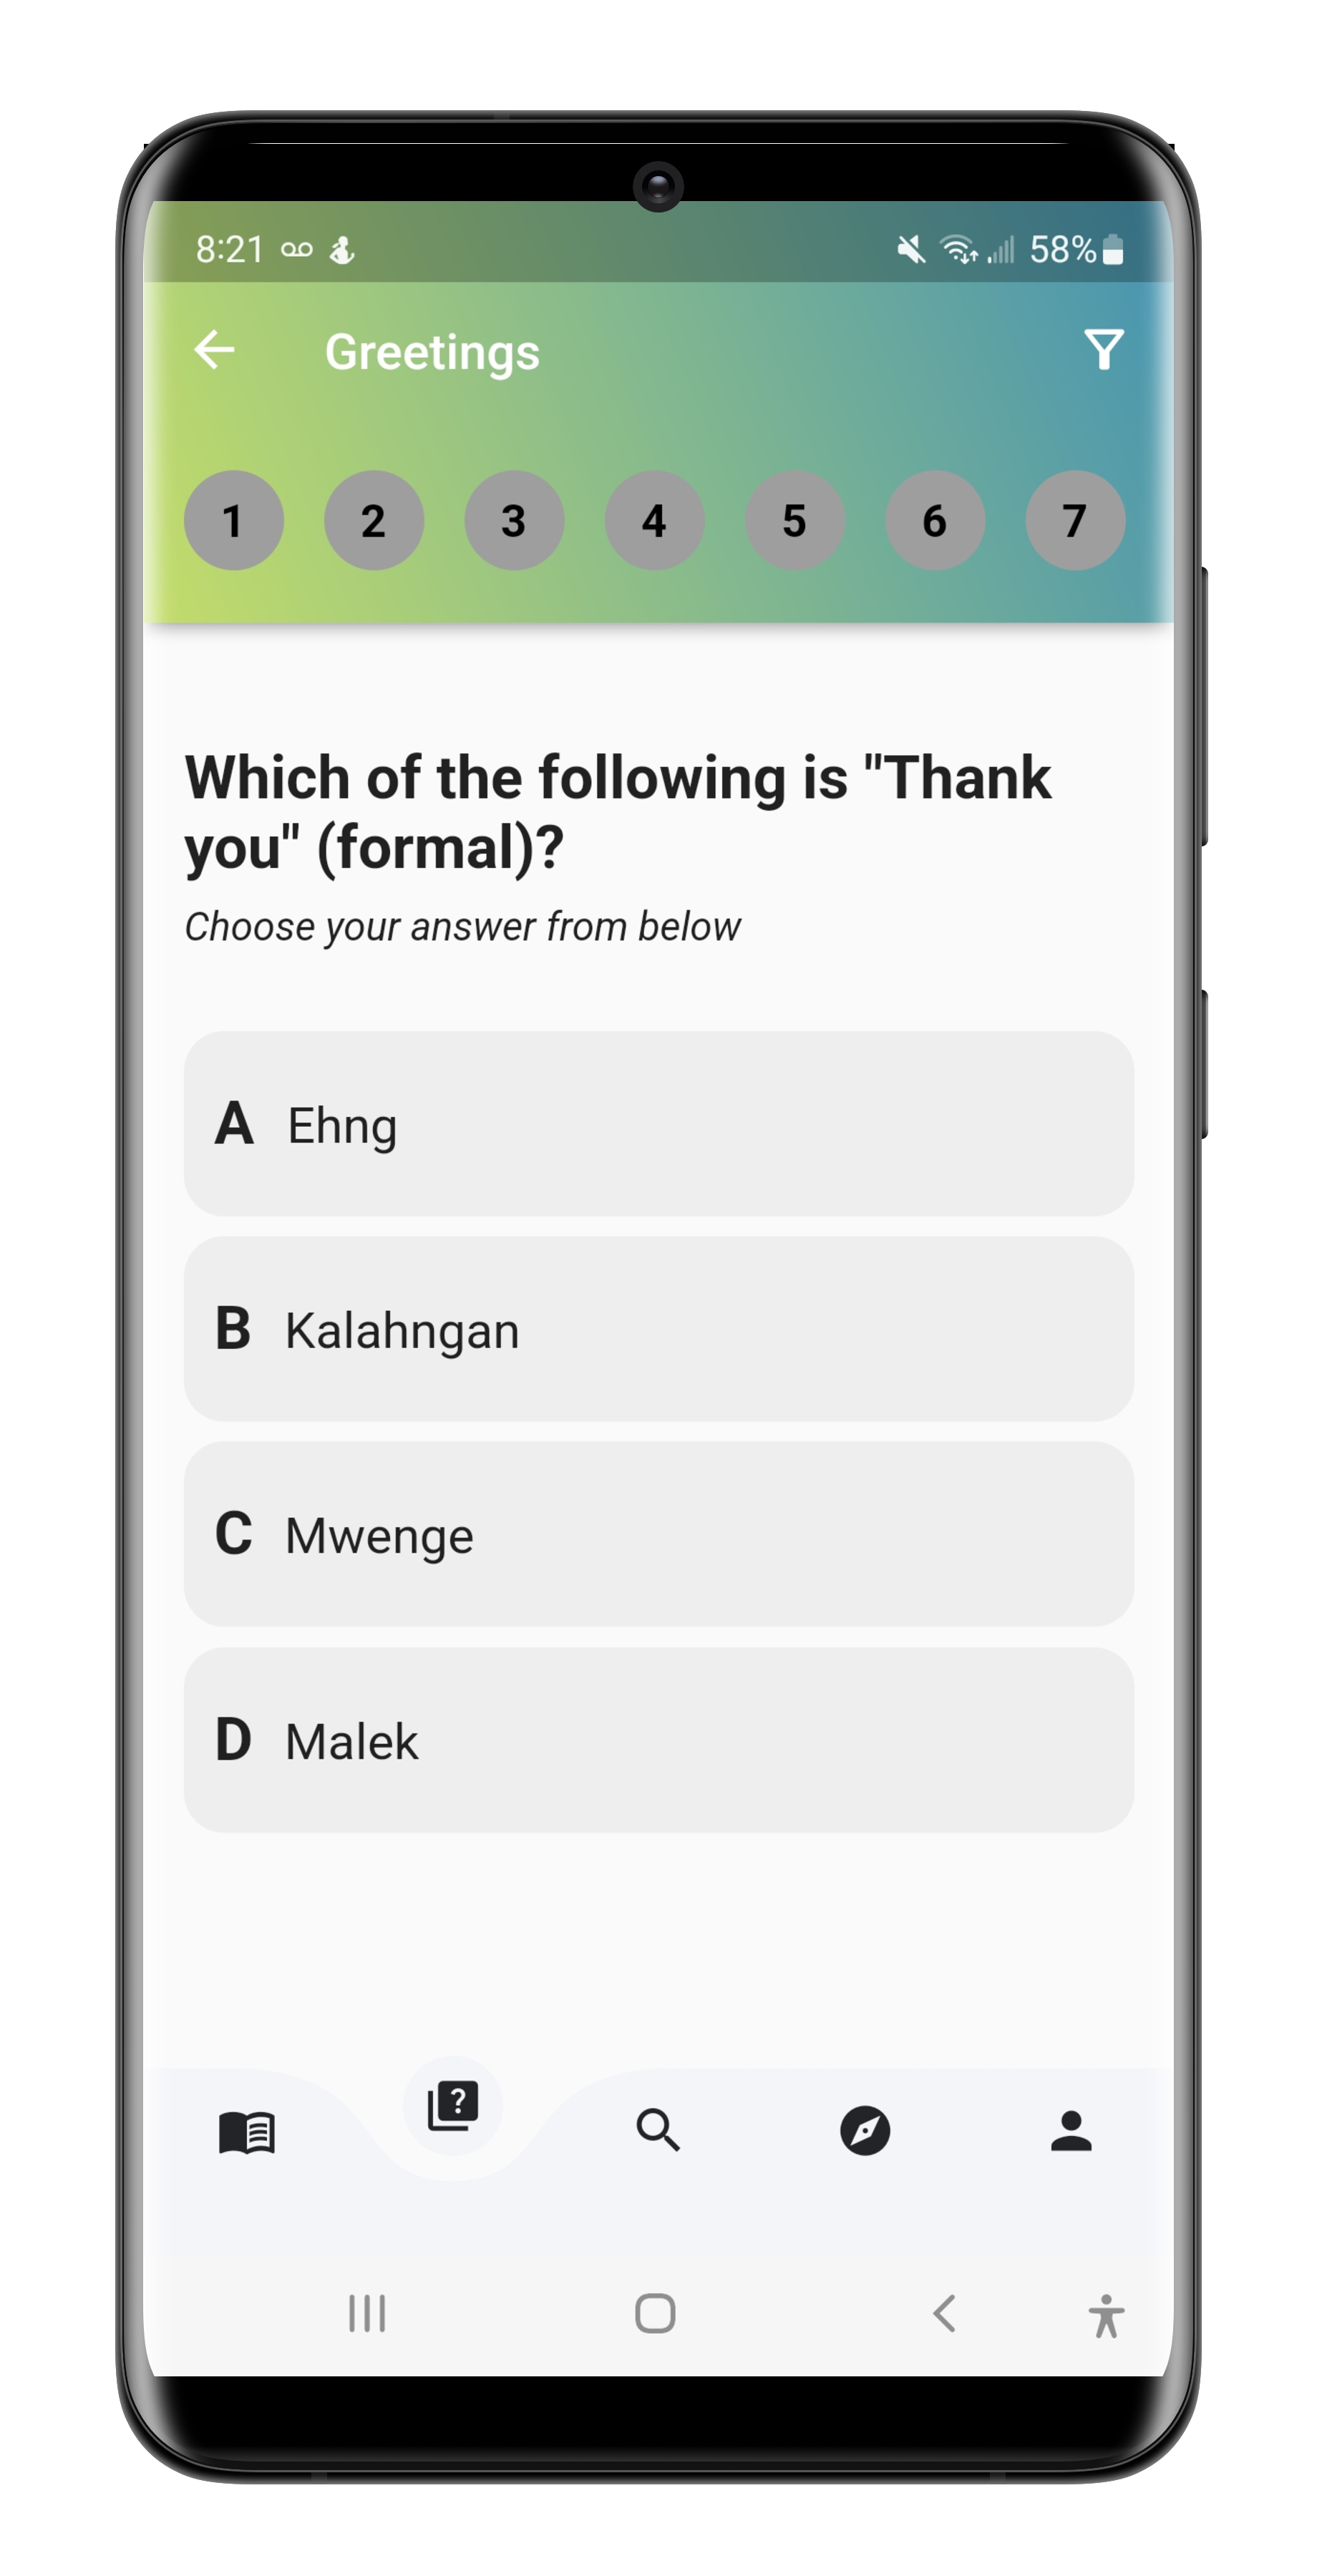 8:21
58%
Greetings
1 2 3 4 5 6 7
Which of the following is "Thank
you" (formal)?
Choose your answer from below
A Ehng
B Kalahngan
C Mwenge
D Malek
?